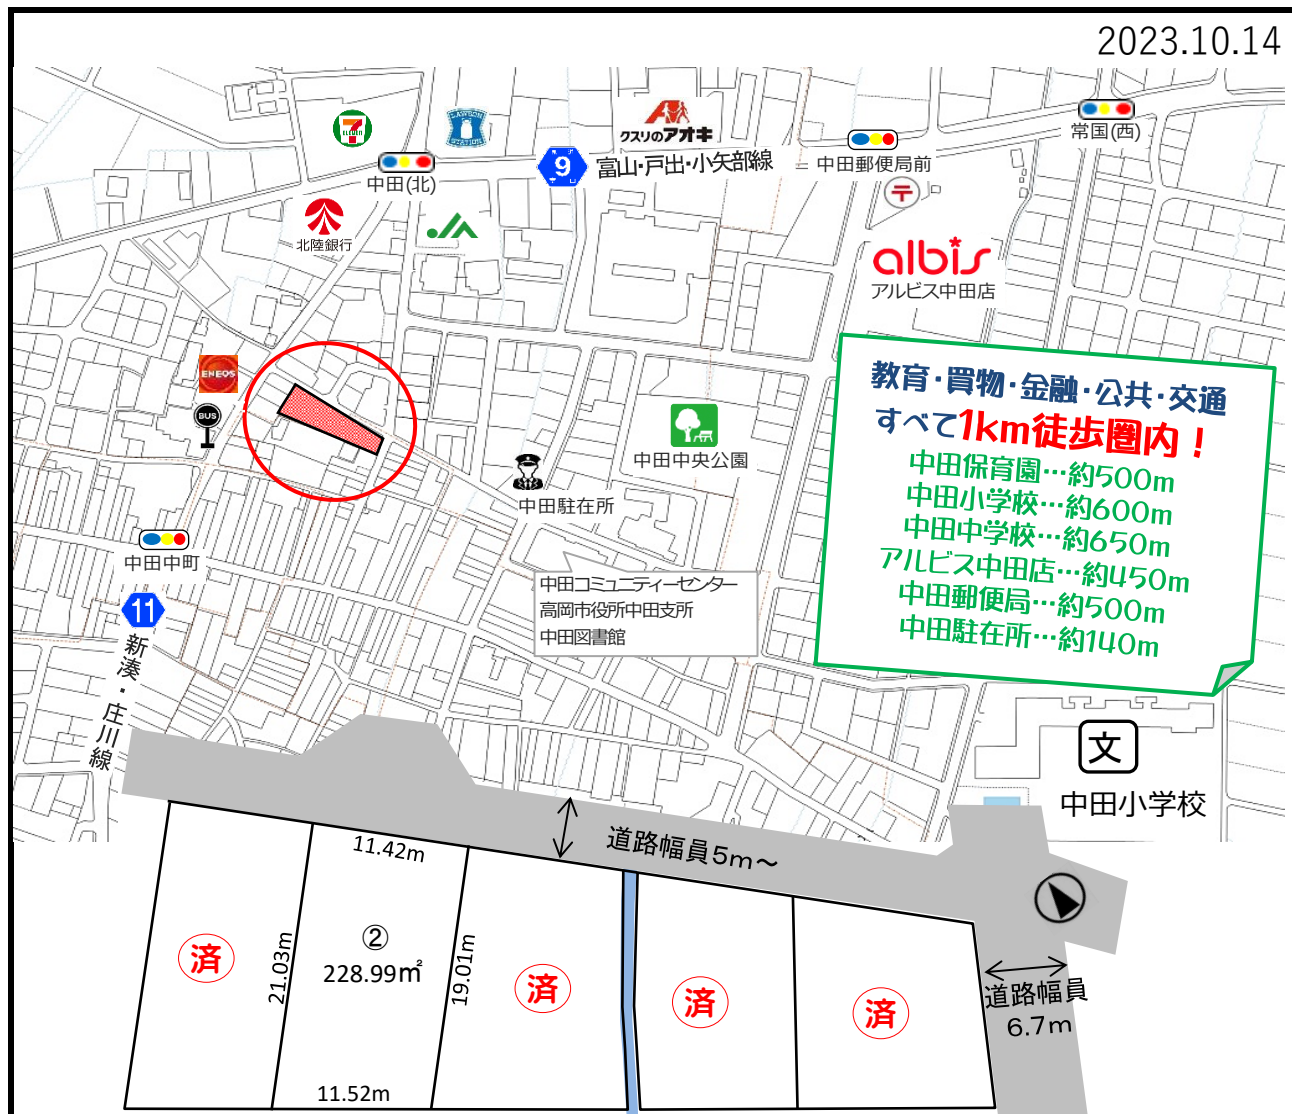 2023.10.14
7
ELEVEN
LAWSON
STATION
クスリのアオキ
9
富山・戸出・小矢部線
中田(北)
中田郵便局前
常国(西)
〒
北陸銀行
JA
albis
アルビス中田店
ENEOS
BUS
教育・買物・金融・公共・交通
すべて1km徒歩圏内！
中田保育園…約500m
中田小学校…約600m
中田中学校…約650m
アルビス中田店…約450m
中田郵便局…約500m
中田駐在所…約140m
中田中央公園
中田駐在所
中田中町
中田コミュニティーセンター
高岡市役所中田支所
中田図書館
11
新湊・庄川線
文
中田小学校
道路幅員5m～
11.42m
②
228.99㎡
21.03m
19.01m
11.52m
済
済
済
済
道路幅員
6.7m